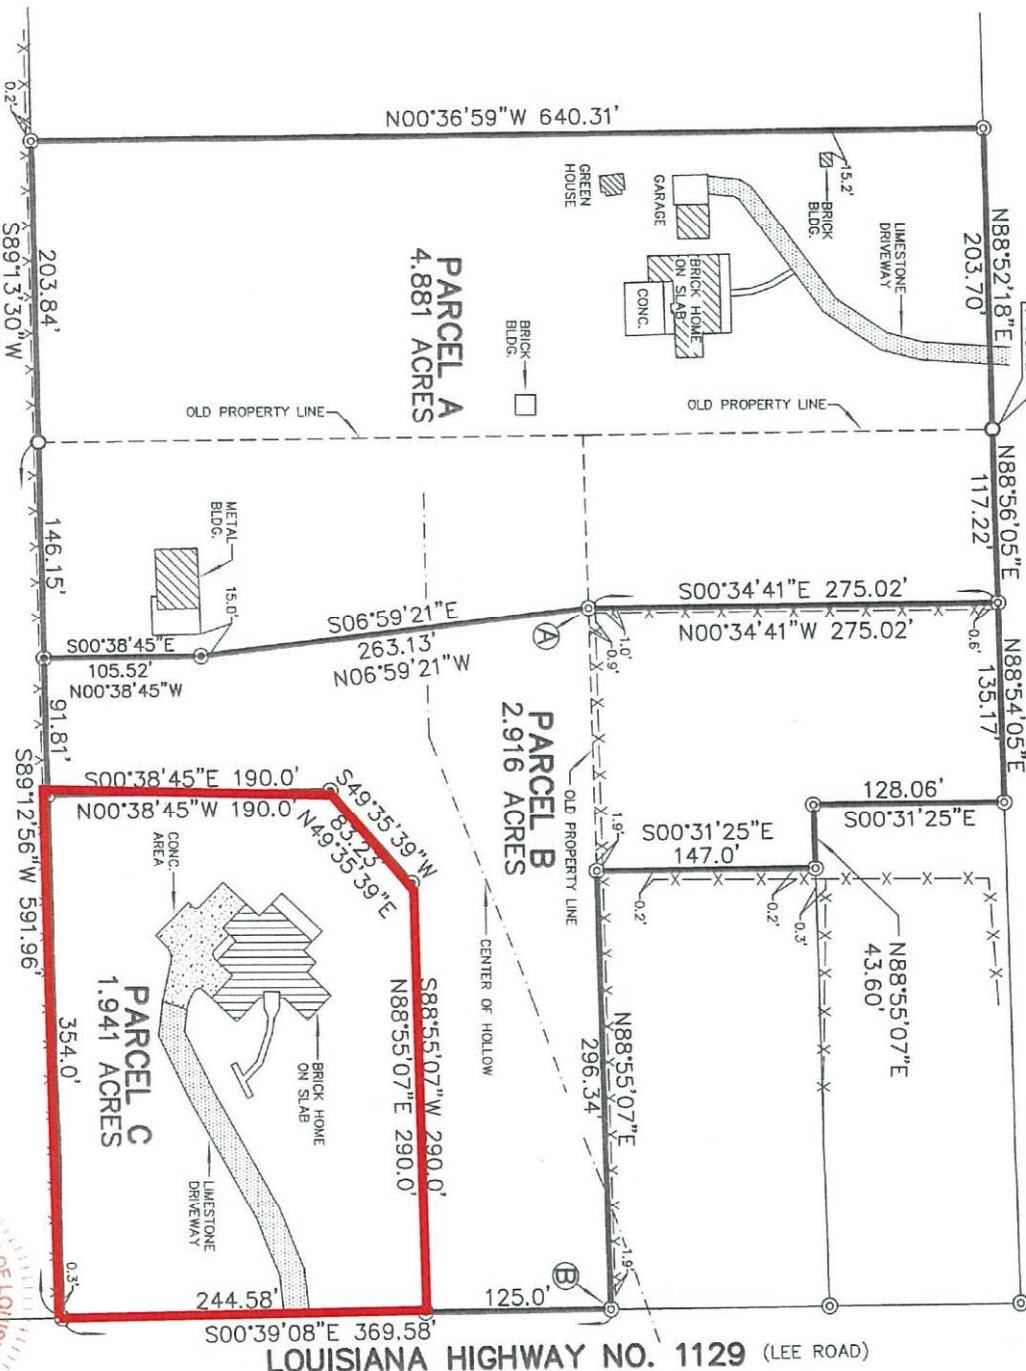 N00°36'59"W 640.31'
0.2'
15.2'
BRICK
BLDG.
GREEN
HOUSE
GARAGE
LIMESTONE
DRIVEWAY
N88°52'18"E
203.70'
BRICK HOME
ON SLAB
CONC.
PARCEL A
4.881 ACRES
BRICK
BLDG.
203.84'
S89°13'30"W
OLD PROPERTY LINE
OLD PROPERTY LINE
N88°56'05"E
117.22'
METAL
BLDG.
15.0'
146.15'
S00°34'41"E 275.02'
N00°34'41"W 275.02'
S06°59'21"E
263.13'
N06°59'21"W
S00°38'45"E
105.52'
N00°38'45"W
A
1.0'
0.9'
0.6'
N88°54'05"E
135.17'
91.81'
PARCEL B
2.916 ACRES
OLD PROPERTY LINE
1.9'
S00°38'45"E 190.0'
N00°38'45"W 190.0'
S49°35'39"W
83.23'
N49°35'39"E
128.06'
S00°31'25"E
S00°31'25"E
147.0'
0.2'
0.2'
0.3'
N88°55'07"E
43.60'
S89°12'56"W 591.96'
CONC.
AREA
CENTER OF HOLLOW
S88°55'07"W 290.0'
N88°55'07"E 290.0'
N88°55'07"E
296.34'
PARCEL C
1.941 ACRES
354.0'
BRICK HOME
ON SLAB
LIMESTONE
DRIVEWAY
0.3'
1.9'
B
244.58'
125.0'
S00°39'08"E 369.58'
LOUISIANA HIGHWAY NO. 1129 (LEE ROAD)